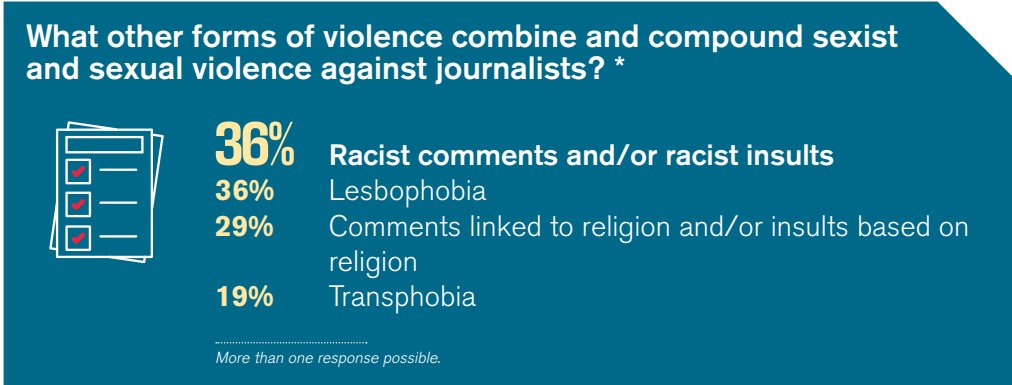 What other forms of violence combine and compound sexist
and sexual violence against journalists? *
36% Racist comments and/or racist insults
36% Lesbophobia
29% Comments linked to religion and/or insults based on
religion
19% Transphobia
More than one response possible.